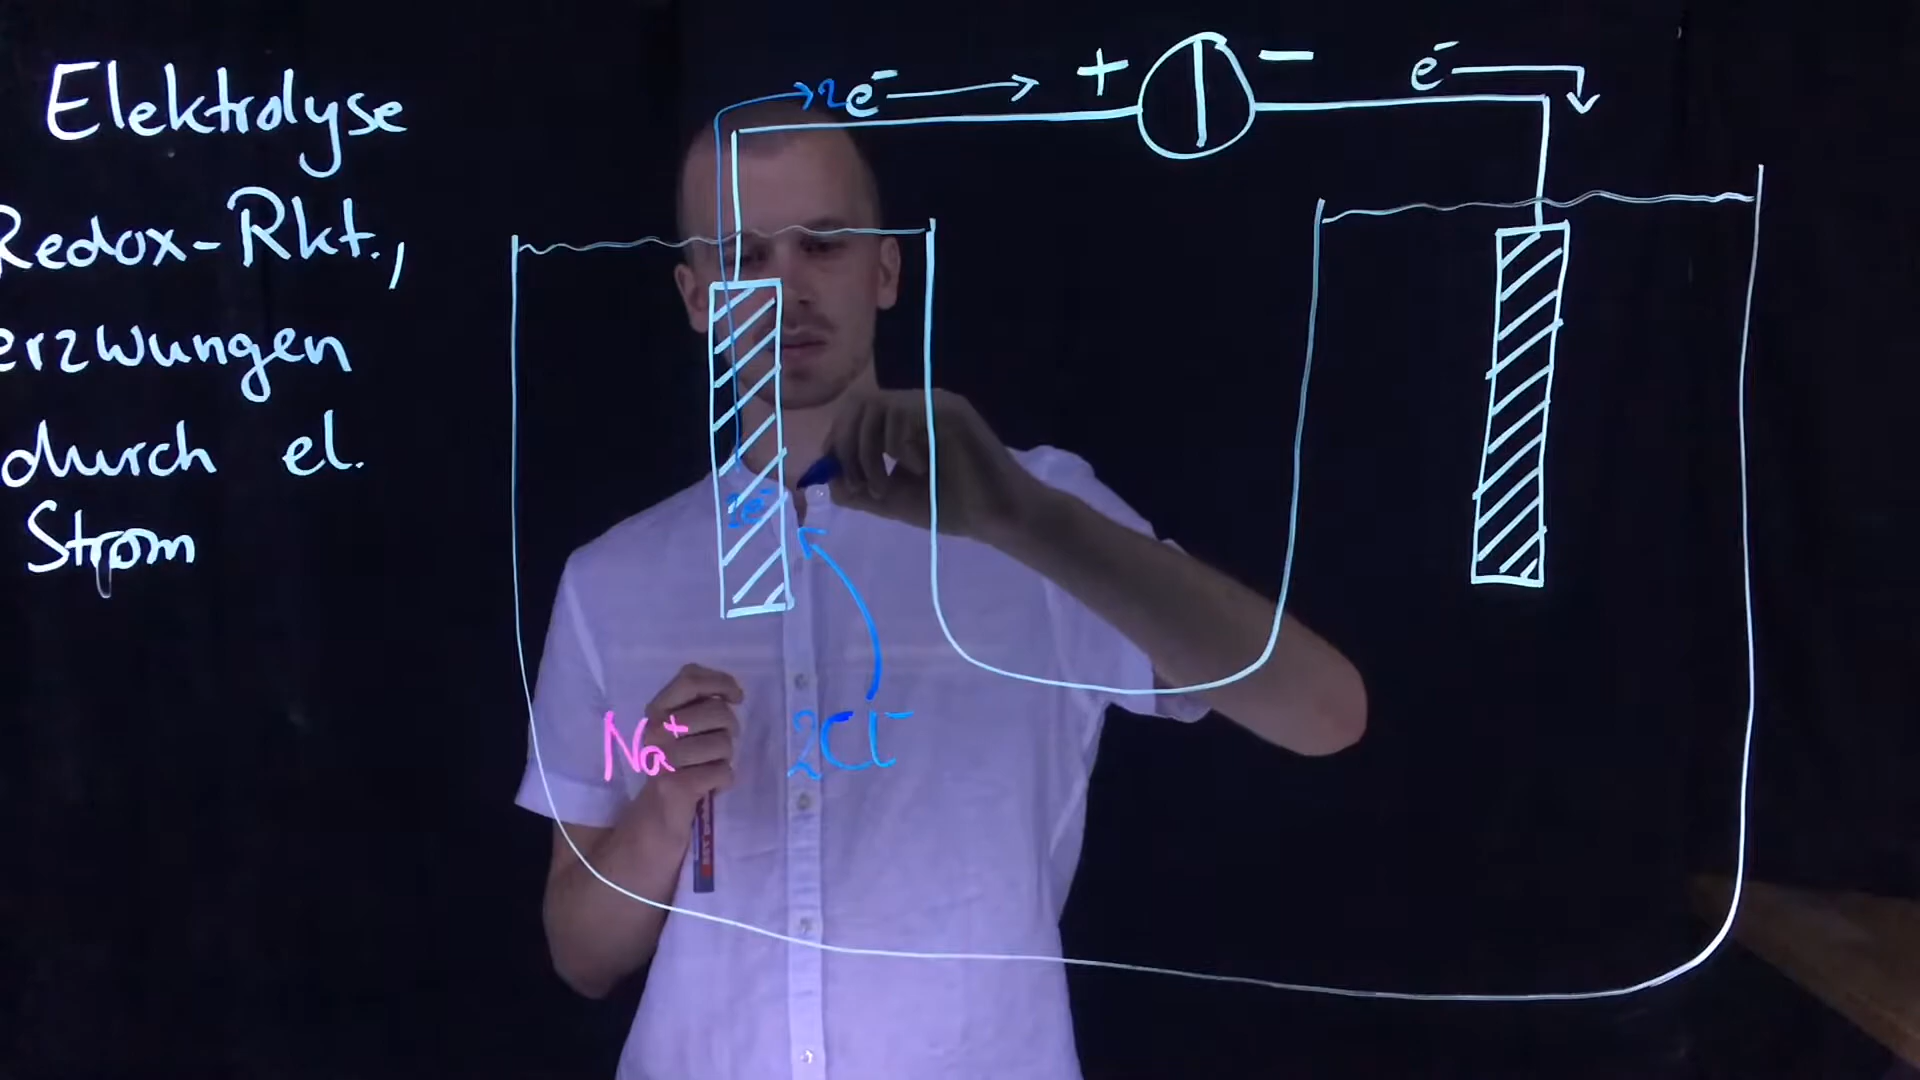 Elektrolyse
Redox-Rkt.,
erzwungen
durch el.
Strom
2e⁻ → + − e⁻
2e⁻
Na⁺ 2Cl⁻